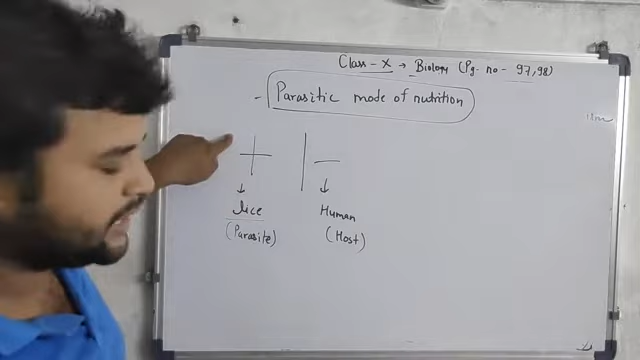 Class-X → Biology (Pg. no - 97,98)
- Parasitic mode of nutrition
+ | —
↓ ↓
lice Human
(Parasite) (Host)